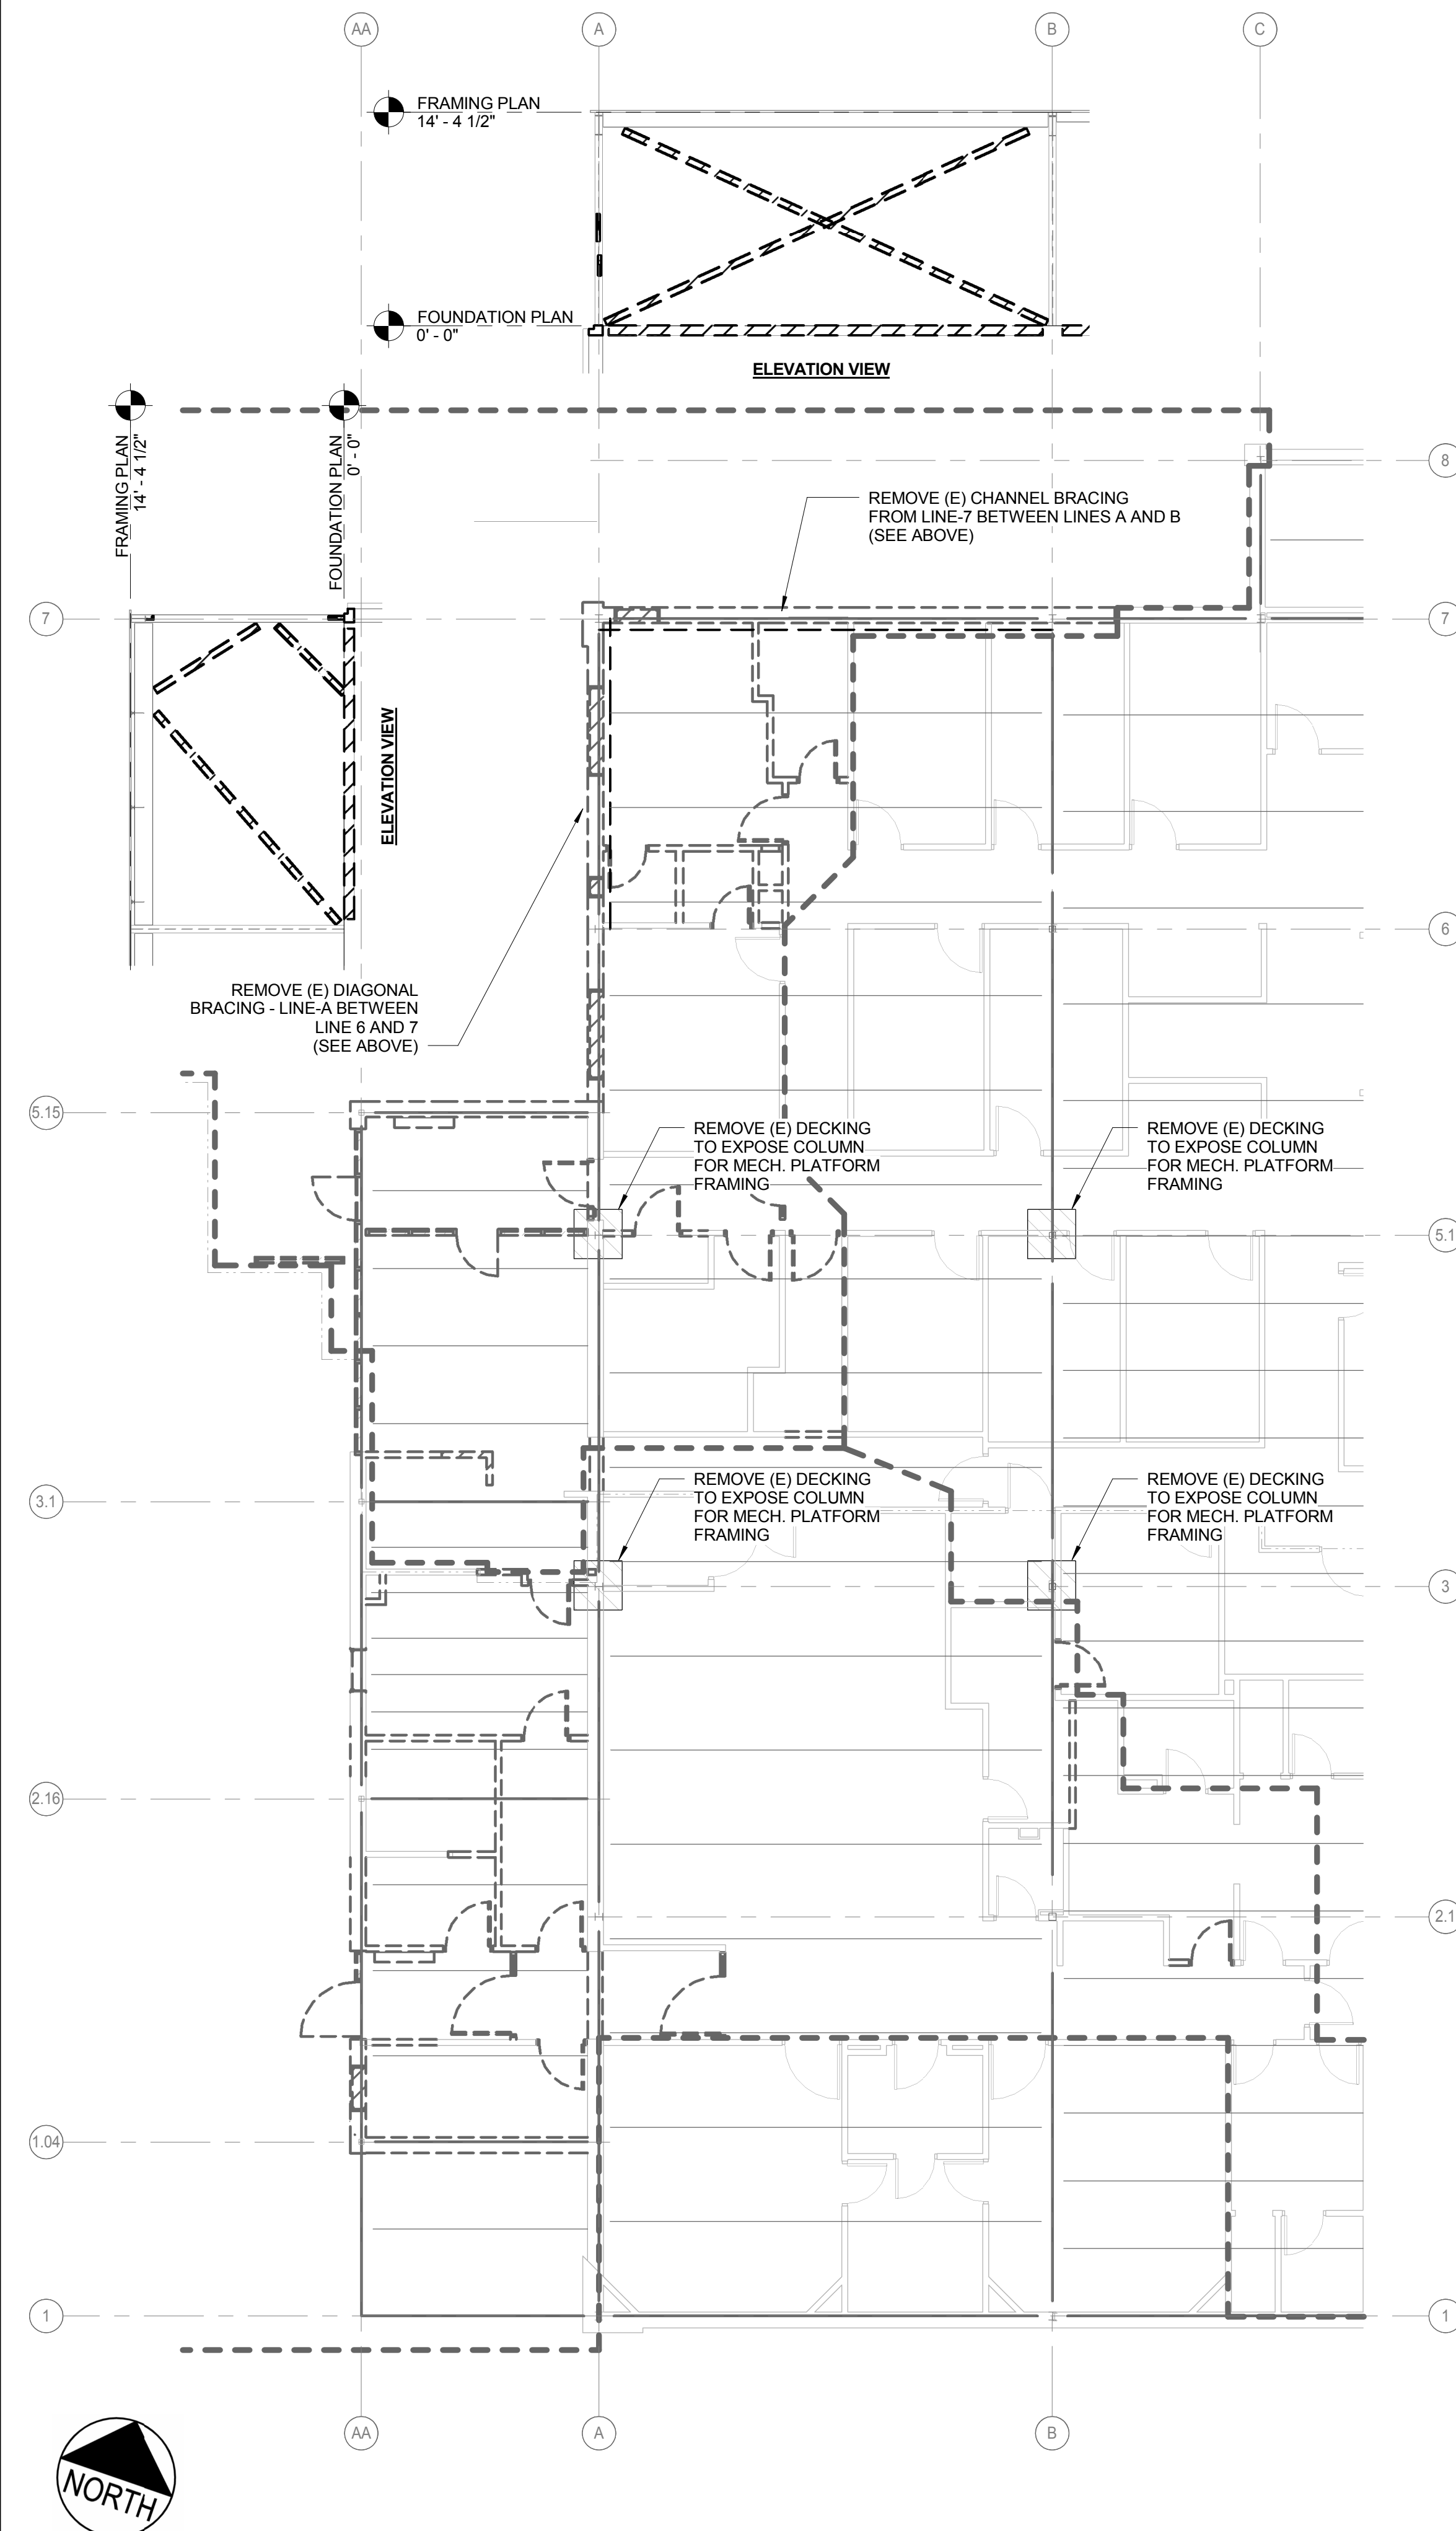 AA
A
B
C
FRAMING PLAN
14' - 4 1/2"
FOUNDATION PLAN
0' - 0"
ELEVATION VIEW
FRAMING PLAN
14' - 4 1/2"
FOUNDATION PLAN
0' - 0"
8
REMOVE (E) CHANNEL BRACING
FROM LINE-7 BETWEEN LINES A AND B
(SEE ABOVE)
7
7
ELEVATION VIEW
6
REMOVE (E) DIAGONAL
BRACING - LINE-A BETWEEN
LINE 6 AND 7
(SEE ABOVE)
5.15
REMOVE (E) DECKING
TO EXPOSE COLUMN
FOR MECH. PLATFORM
FRAMING
REMOVE (E) DECKING
TO EXPOSE COLUMN
FOR MECH. PLATFORM
FRAMING
5.1
REMOVE (E) DECKING
TO EXPOSE COLUMN
FOR MECH. PLATFORM
FRAMING
REMOVE (E) DECKING
TO EXPOSE COLUMN
FOR MECH. PLATFORM
FRAMING
3.1
3
2.16
2.1
1.04
1
1
AA
A
B
NORTH